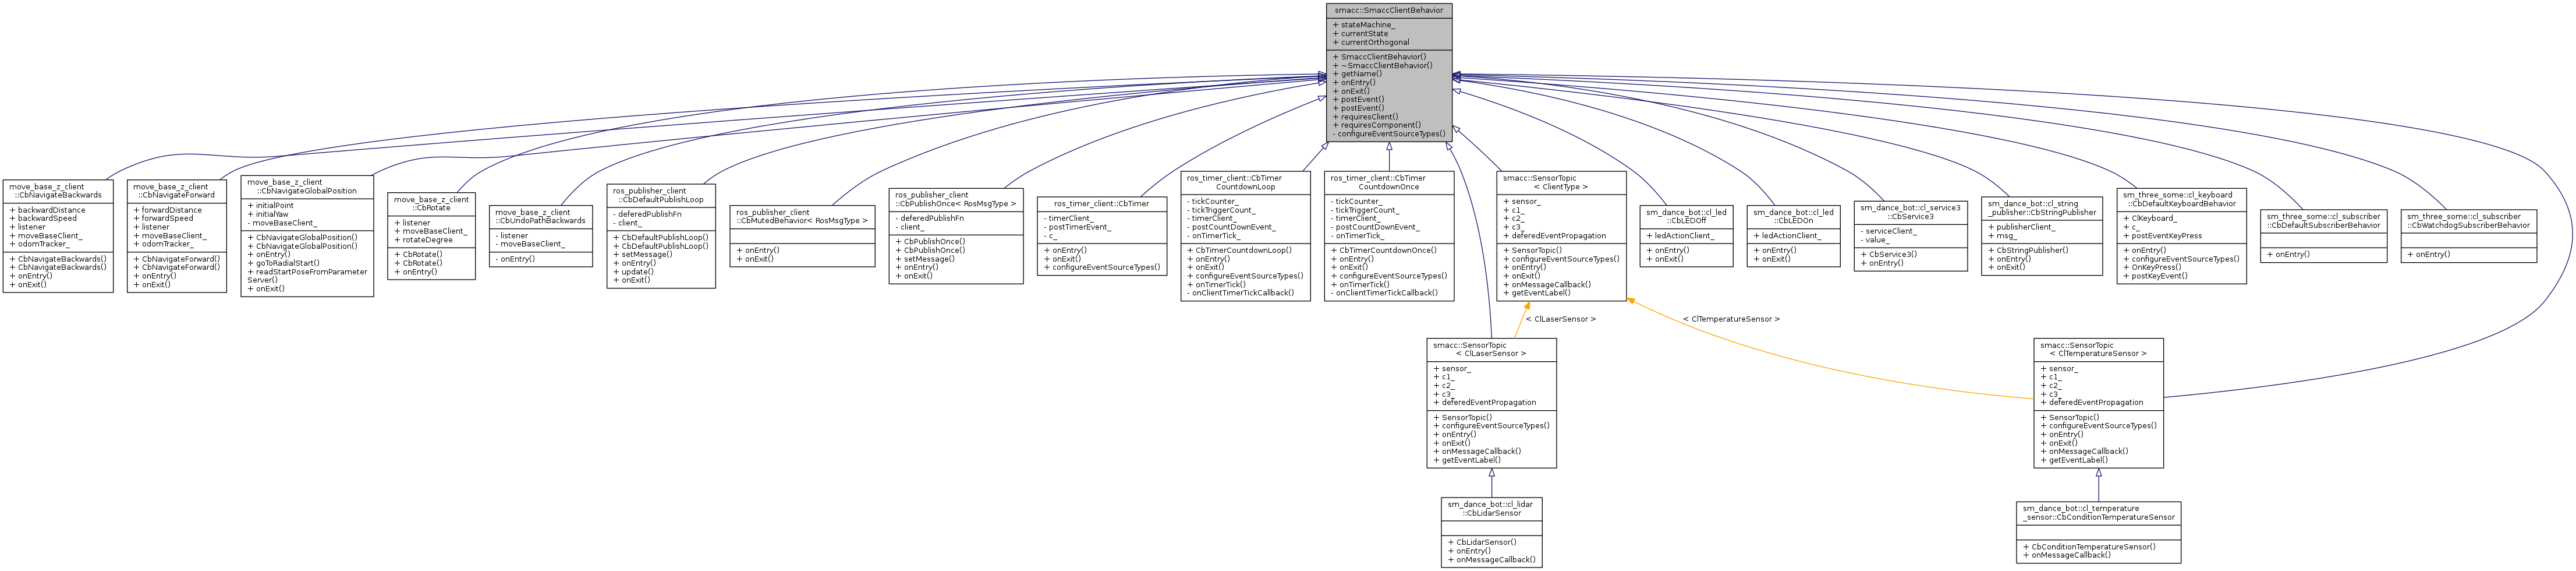 smacc::SmaccClientBehavior
+ stateMachine_
+ currentState
+ currentOrthogonal
+ SmaccClientBehavior()
+ ~SmaccClientBehavior()
+ getName()
+ onEntry()
+ onExit()
+ postEvent()
+ postEvent()
+ requiresClient()
+ requiresComponent()
- configureEventSourceTypes()
move_base_z_client
::CbNavigateBackwards
+ backwardDistance
+ backwardSpeed
+ listener
+ moveBaseClient_
+ odomTracker_
+ CbNavigateBackwards()
+ CbNavigateBackwards()
+ onEntry()
+ onExit()
move_base_z_client
::CbNavigateForward
+ forwardDistance
+ forwardSpeed
+ listener
+ moveBaseClient_
+ odomTracker_
+ CbNavigateForward()
+ CbNavigateForward()
+ onEntry()
+ onExit()
move_base_z_client
::CbNavigateGlobalPosition
+ initialPoint
+ initialYaw
- moveBaseClient_
+ CbNavigateGlobalPosition()
+ CbNavigateGlobalPosition()
+ onEntry()
+ goToRadialStart()
+ readStartPoseFromParameter
Server()
+ onExit()
move_base_z_client
::CbRotate
+ listener
+ moveBaseClient_
+ rotateDegree
+ CbRotate()
+ CbRotate()
+ onEntry()
move_base_z_client
::CbUndoPathBackwards
- listener
- moveBaseClient_
- onEntry()
ros_publisher_client
::CbDefaultPublishLoop
- deferedPublishFn
- client_
+ CbDefaultPublishLoop()
+ CbDefaultPublishLoop()
+ setMessage()
+ onEntry()
+ update()
+ onExit()
ros_publisher_client
::CbMutedBehavior< RosMsgType >
+ onEntry()
+ onExit()
ros_publisher_client
::CbPublishOnce< RosMsgType >
- deferedPublishFn
- client_
+ CbPublishOnce()
+ CbPublishOnce()
+ setMessage()
+ onEntry()
+ onExit()
ros_timer_client::CbTimer
- timerClient_
- postTimerEvent_
- c_
+ onEntry()
+ onExit()
+ configureEventSourceTypes()
ros_timer_client::CbTimer
CountdownLoop
- tickCounter_
- tickTriggerCount_
- timerClient_
- postCountDownEvent_
- onTimerTick_
+ CbTimerCountdownLoop()
+ onEntry()
+ onExit()
+ configureEventSourceTypes()
+ onTimerTick()
- onClientTimerTickCallback()
ros_timer_client::CbTimer
CountdownOnce
- tickCounter_
- tickTriggerCount_
- timerClient_
- postCountDownEvent_
- onTimerTick_
+ CbTimerCountdownOnce()
+ onEntry()
+ onExit()
+ configureEventSourceTypes()
+ onTimerTick()
- onClientTimerTickCallback()
smacc::SensorTopic
< ClientType >
+ sensor_
+ c1_
+ c2_
+ c3_
+ deferedEventPropagation
+ SensorTopic()
+ configureEventSourceTypes()
+ onEntry()
+ onExit()
+ onMessageCallback()
+ getEventLabel()
sm_dance_bot::cl_led
::CbLEDOff
+ ledActionClient_
+ onEntry()
+ onExit()
sm_dance_bot::cl_led
::CbLEDOn
+ ledActionClient_
+ onEntry()
+ onExit()
sm_dance_bot::cl_service3
::CbService3
- serviceClient_
- value_
+ CbService3()
+ onEntry()
sm_dance_bot::cl_string
_publisher::CbStringPublisher
+ publisherClient_
+ msg_
+ CbStringPublisher()
+ onEntry()
+ onExit()
sm_three_some::cl_keyboard
::CbDefaultKeyboardBehavior
+ ClKeyboard_
+ c_
+ postEventKeyPress
+ onEntry()
+ configureEventSourceTypes()
+ OnKeyPress()
+ postKeyEvent()
sm_three_some::cl_subscriber
::CbDefaultSubscriberBehavior
+ onEntry()
sm_three_some::cl_subscriber
::CbWatchdogSubscriberBehavior
+ onEntry()
< ClLaserSensor >
< ClTemperatureSensor >
smacc::SensorTopic
< ClLaserSensor >
+ sensor_
+ c1_
+ c2_
+ c3_
+ deferedEventPropagation
+ SensorTopic()
+ configureEventSourceTypes()
+ onEntry()
+ onExit()
+ onMessageCallback()
+ getEventLabel()
smacc::SensorTopic
< ClTemperatureSensor >
+ sensor_
+ c1_
+ c2_
+ c3_
+ deferedEventPropagation
+ SensorTopic()
+ configureEventSourceTypes()
+ onEntry()
+ onExit()
+ onMessageCallback()
+ getEventLabel()
sm_dance_bot::cl_lidar
::CbLidarSensor
+ CbLidarSensor()
+ onEntry()
+ onMessageCallback()
sm_dance_bot::cl_temperature
_sensor::CbConditionTemperatureSensor
+ CbConditionTemperatureSensor()
+ onMessageCallback()